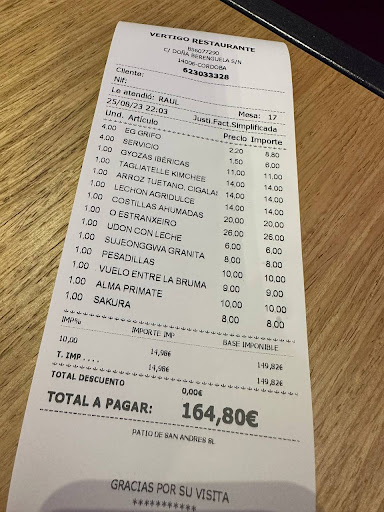 VERTIGO RESTAURANTE
B56077290
C/ DOÑA BERENGUELA S/N
14006-CORDOBA
623033328
Cliente:
Nif:
Mesa: 17
Le atendió: RAUL
Justi.Fact.Simplificada
25/08/23 22:03
Und. Artículo Precio Importe
4,00 EG GRIFO 2,20 8,80
4,00 SERVICIO 1,50 6,00
1,00 GYOZAS IBÉRICAS 11,00 11,00
1,00 TAGLIATELLE KIMCHEE 14,00 14,00
1,00 ARROZ TUETANO, CIGALA 14,00 14,00
1,00 LECHON AGRIDULCE 14,00 14,00
1,00 COSTILLAS AHUMADAS 20,00 20,00
1,00 O ESTRANXEIRO 26,00 26,00
1,00 UDON CON LECHE 6,00 6,00
1,00 SUJEONGGWA GRANITA 8,00 8,00
1,00 PESADILLAS 10,00 10,00
1,00 VUELO ENTRE LA BRUMA 9,00 9,00
1,00 ALMA PRIMATE 10,00 10,00
1,00 SAKURA 8,00 8,00
IMP% IMPORTE IMP BASE IMPONIBLE
10,00 14,98€ 149,82€
T. IMP .... 14,98€ 149,82€
TOTAL DESCUENTO 0,00€
TOTAL A PAGAR: 164,80€
PATIO DE SAN ANDRES SL
GRACIAS POR SU VISITA
***********